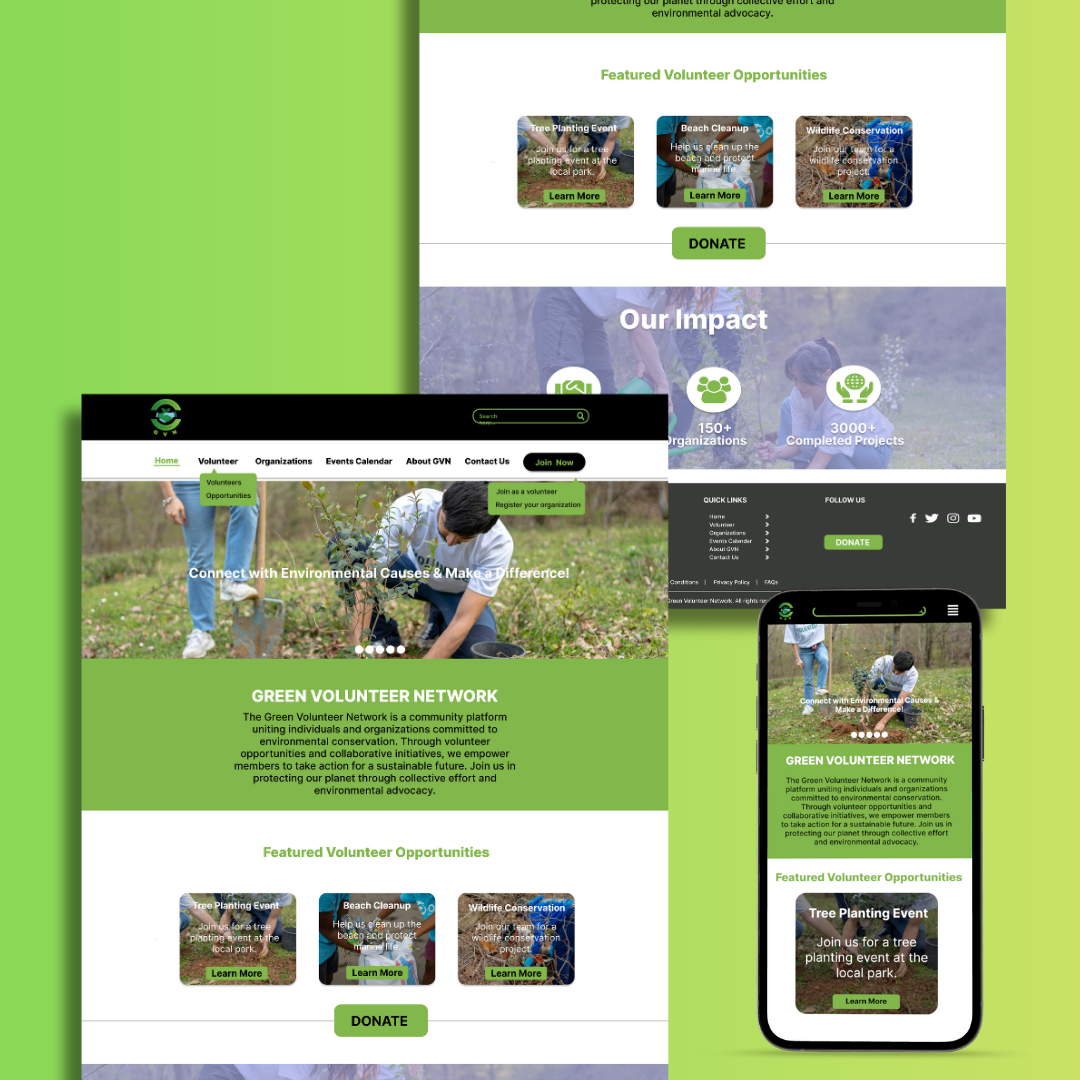 protecting our planet through collective effort and
environmental advocacy.
Featured Volunteer Opportunities
Tree Planting Event
Join us for a tree
planting event at the
local park.
Learn More
Beach Cleanup
Help us clean up the
beach and protect
marine life.
Learn More
Wildlife Conservation
Join our team for a
wildlife conservation
project.
Learn More
DONATE
Our Impact
150+
Organizations
3000+
Completed Projects
QUICK LINKS
Home
Volunteer
Organizations
Events Calender
About GVN
Contact Us
FOLLOW US
DONATE
Conditions | Privacy Policy | FAQs
Green Volunteer Network. All rights
GVN
Search
here...
Home Volunteer Organizations Events Calendar About GVN Contact Us Join Now
Volunteers
Opportunities
Join as a volunteer
Register your organization
Connect with Environmental Causes & Make a Difference!
GREEN VOLUNTEER NETWORK
The Green Volunteer Network is a community platform
uniting individuals and organizations committed to
environmental conservation. Through volunteer
opportunities and collaborative initiatives, we empower
members to take action for a sustainable future. Join us in
protecting our planet through collective effort and
environmental advocacy.
Featured Volunteer Opportunities
Tree Planting Event
Join us for a tree
planting event at the
local park.
Learn More
Beach Cleanup
Help us clean up the
beach and protect
marine life.
Learn More
Wildlife Conservation
Join our team for a
wildlife conservation
project.
Learn More
DONATE
Connect with Environmental Causes &
Make a Difference!
GREEN VOLUNTEER NETWORK
The Green Volunteer Network is a community
platform uniting individuals and organizations
committed to environmental conservation.
Through volunteer opportunities and
collaborative initiatives, we empower members
to take action for a sustainable future. Join us in
protecting our planet through collective effort
and environmental advocacy.
Featured Volunteer Opportunities
Tree Planting Event
Join us for a tree
planting event at the
local park.
Learn More